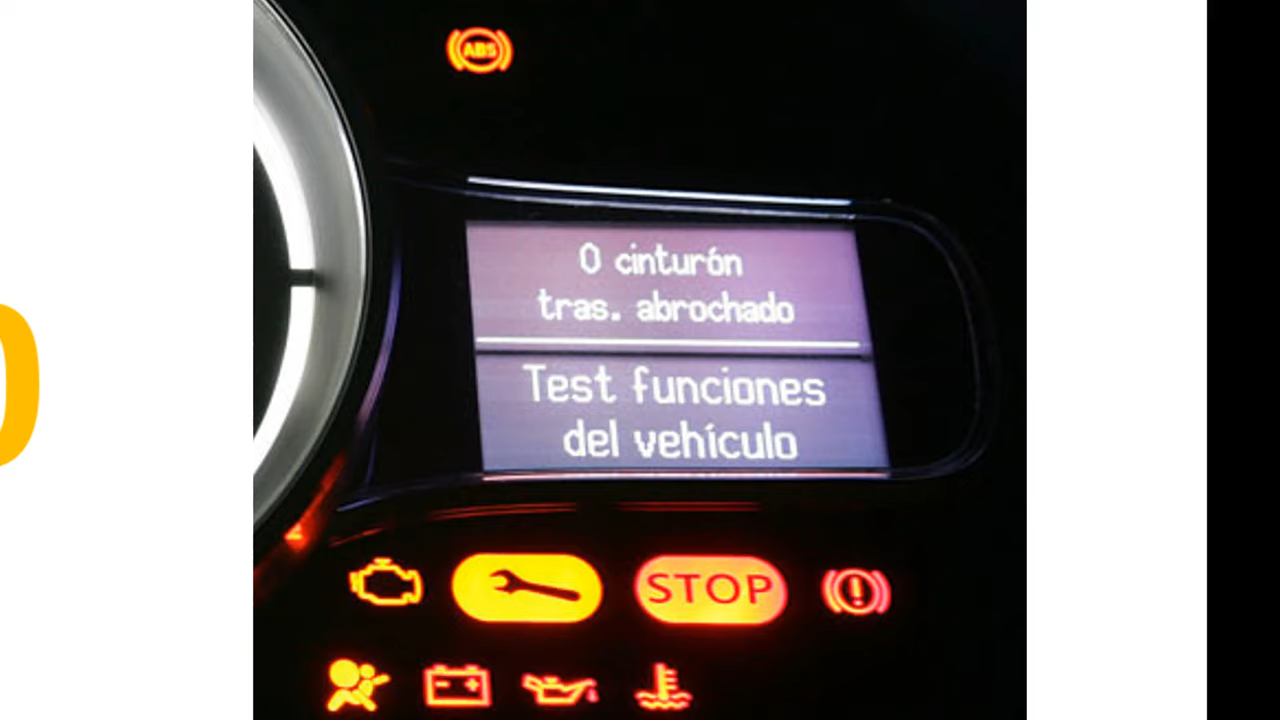 ABS
0 cinturón
tras. abrochado
Test funciones
del vehículo
STOP